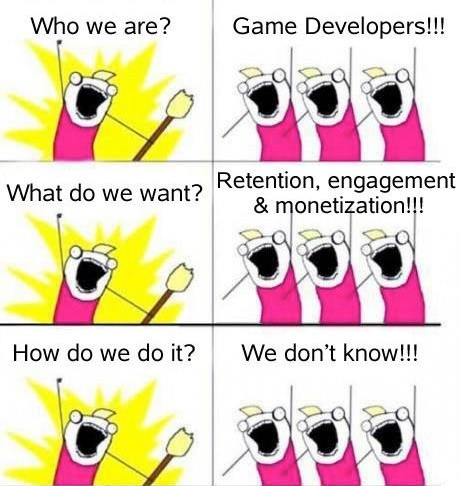 Who we are?
Game Developers!!!
What do we want?
Retention, engagement
& monetization!!!
How do we do it?
We don't know!!!